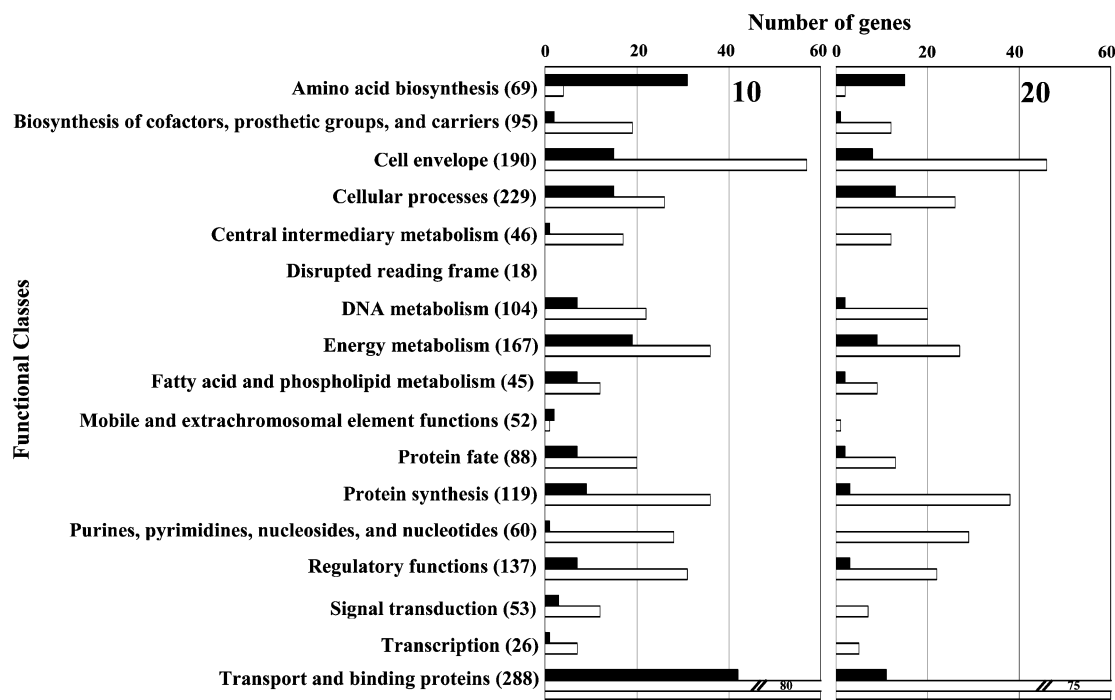 Number of genes
0 20 40 60 0 20 40 60
Amino acid biosynthesis (69)
10
20
Biosynthesis of cofactors, prosthetic groups, and carriers (95)
Cell envelope (190)
Cellular processes (229)
Central intermediary metabolism (46)
Disrupted reading frame (18)
DNA metabolism (104)
Energy metabolism (167)
Fatty acid and phospholipid metabolism (45)
Mobile and extrachromosomal element functions (52)
Protein fate (88)
Protein synthesis (119)
Purines, pyrimidines, nucleosides, and nucleotides (60)
Regulatory functions (137)
Signal transduction (53)
Transcription (26)
Transport and binding proteins (288)
80
75
Functional Classes